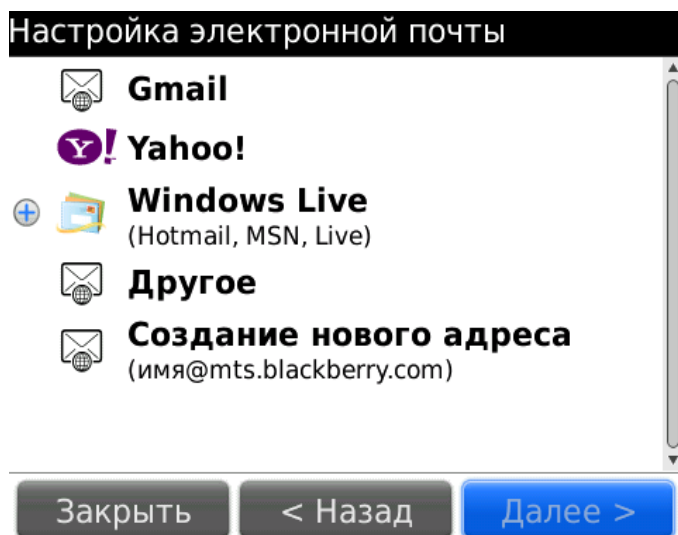 Настройка электронной почты
Gmail
Y! Yahoo!
Windows Live
(Hotmail, MSN, Live)
Другое
Создание нового адреса
(имя@mts.blackberry.com)
Закрыть < Назад Далее >